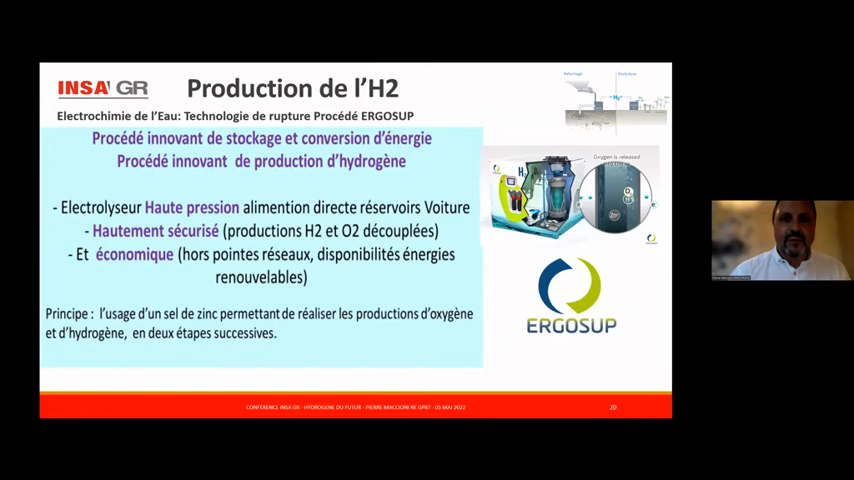 INSA GR
Production de l'H2
Electrochimie de l'Eau: Technologie de rupture Procédé ERGOSUP
Procédé innovant de stockage et conversion d'énergie
Procédé innovant de production d'hydrogène
- Electrolyseur Haute pression alimention directe réservoirs Voiture
- Hautement sécurisé (productions H2 et O2 découplées)
- Et économique (hors pointes réseaux, disponibilités énergies
renouvelables)
Principe : l'usage d'un sel de zinc permettant de réaliser les productions d'oxygène
et d'hydrogène, en deux étapes successives.
Oxygen is released
ERGOSUP
CONFÉRENCE INSA GR - HYDROGENE DU FUTUR - PIERRE MACCIONI RE GP87 - 05 MAI 2022
20